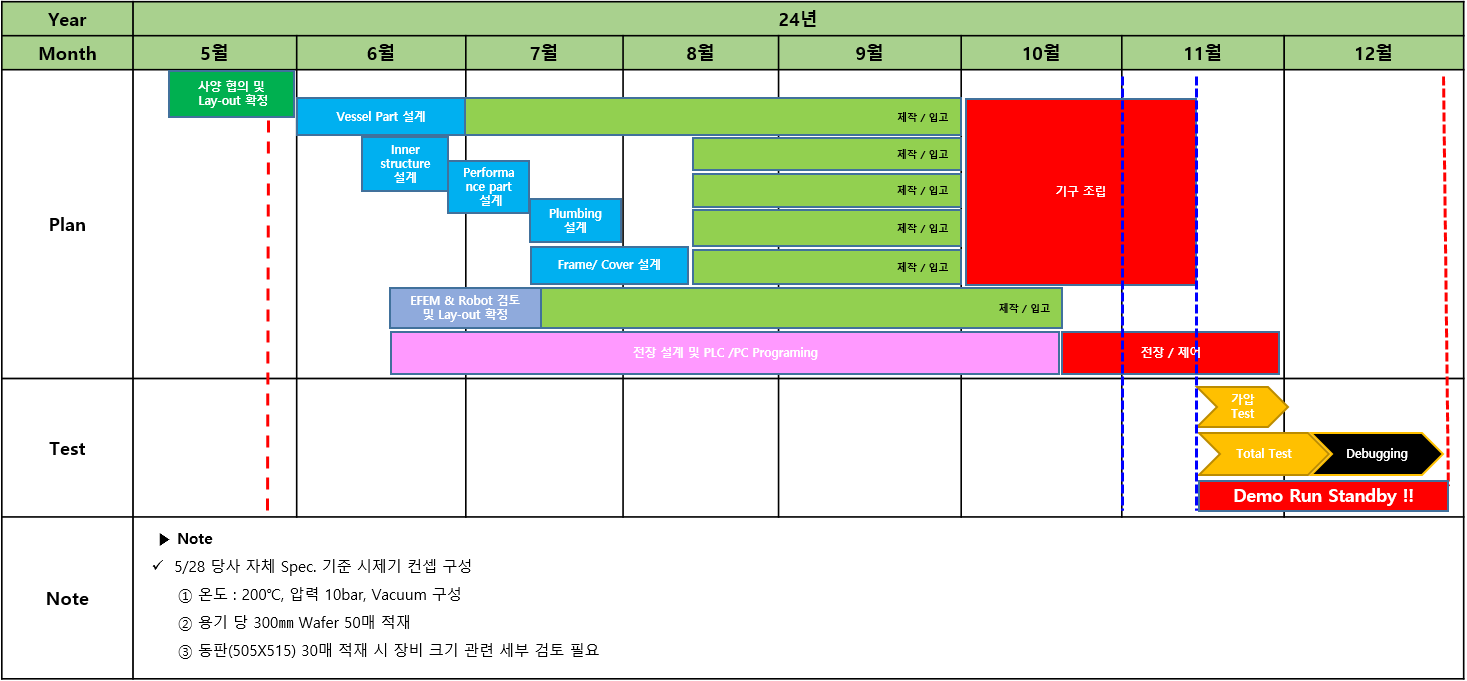 Year
24년
Month
5월
6월
7월
8월
9월
10월
11월
12월
Plan
사양 협의 및
Lay-out 확정
Vessel Part 설계
제작 / 입고
Inner
structure
설계
제작 / 입고
Performa
nce part
설계
제작 / 입고
기구 조립
Plumbing
설계
제작 / 입고
Frame/ Cover 설계
제작 / 입고
EFEM & Robot 검토
및 Lay-out 확정
제작 / 입고
전장 설계 및 PLC /PC Programing
전장 / 제어
Test
가압
Test
Total Test
Debugging
Demo Run Standby !!
Note
▶ Note
✓ 5/28 당사 자체 Spec. 기준 시제기 컨셉 구성
① 온도 : 200℃, 압력 10bar, Vacuum 구성
② 용기 당 300㎜ Wafer 50매 적재
③ 동판(505X515) 30매 적재 시 장비 크기 관련 세부 검토 필요